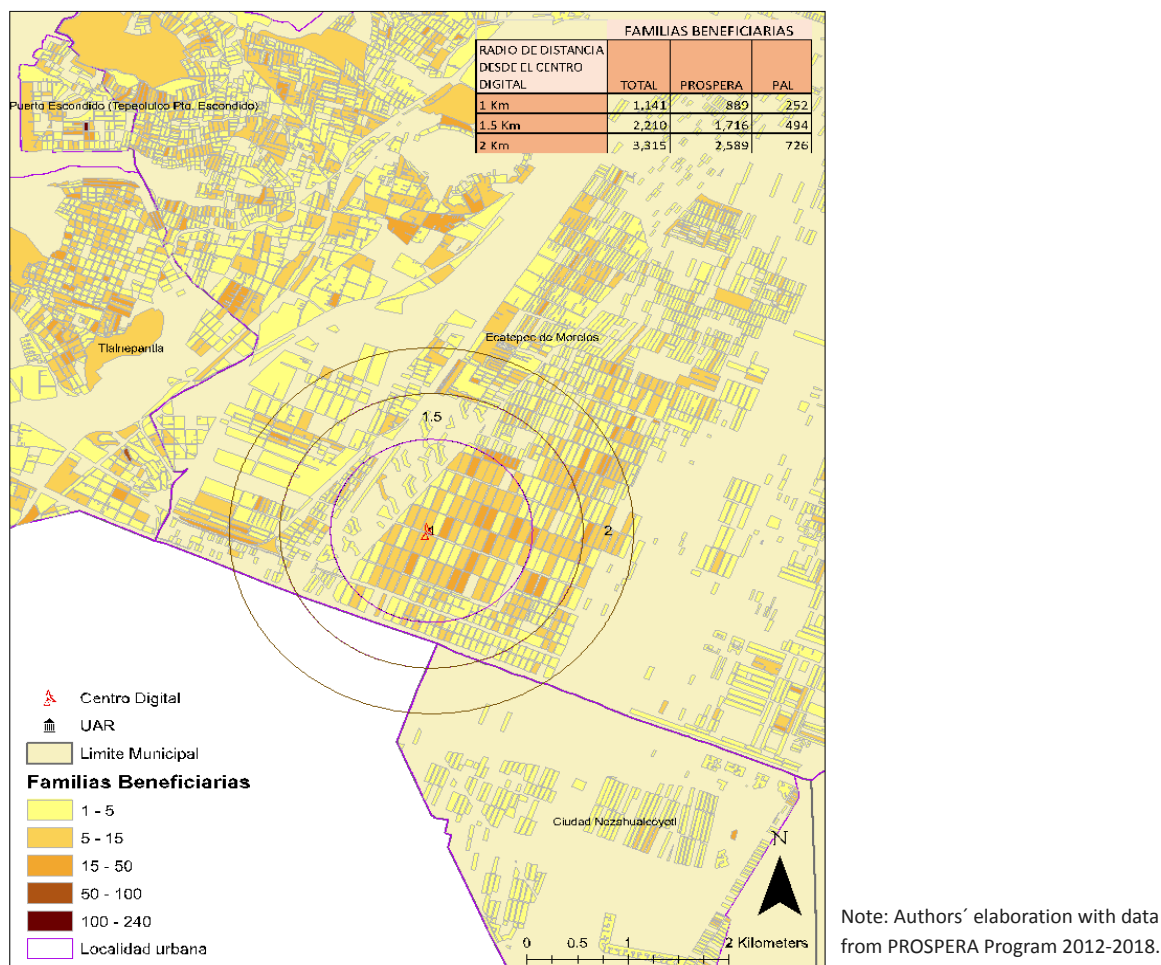 FAMILIAS BENEFICIARIAS
RADIO DE DISTANCIA
DESDE EL CENTRO
DIGITAL TOTAL PROSPERA PAL
1 Km 1,141 889 252
1.5 Km 2,210 1,716 494
2 Km 3,315 2,589 726
Puerto Escondido (Tepeolulco Pto. Escondido)
Ecatepec de Morelos
Tlalnepantla
1.5
1
2
Centro Digital
UAR
Limite Municipal
Familias Beneficiarias
1 - 5
5 - 15
15 - 50
50 - 100
100 - 240
Localidad urbana
Ciudad Nezahualcoyotl
N
0 0.5 1 2 Kilometers
Note: Authors´ elaboration with data
from PROSPERA Program 2012-2018.